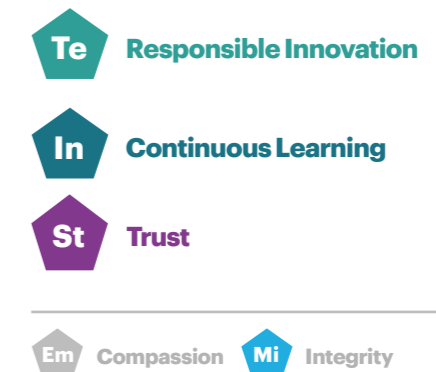 Te Responsible Innovation
In Continuous Learning
St Trust
Em Compassion Mi Integrity